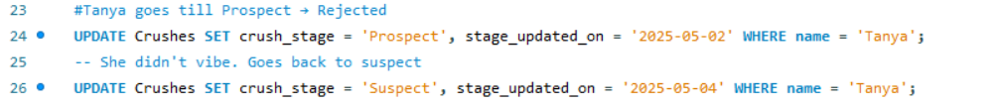 23 #Tanya goes till Prospect → Rejected
24 UPDATE Crushes SET crush_stage = 'Prospect', stage_updated_on = '2025-05-02' WHERE name = 'Tanya';
25 -- She didn't vibe. Goes back to suspect
26 UPDATE Crushes SET crush_stage = 'Suspect', stage_updated_on = '2025-05-04' WHERE name = 'Tanya';